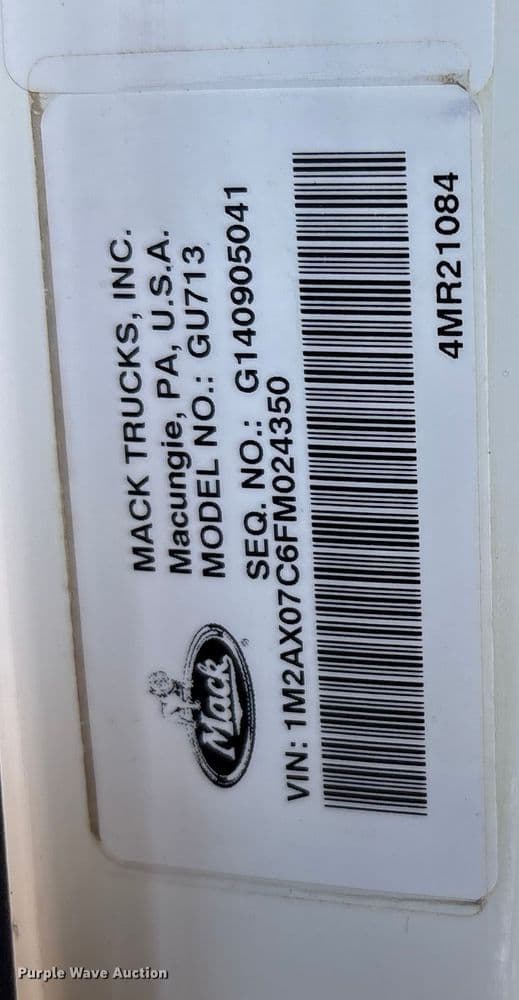 MACK TRUCKS, INC.
Macungie, PA, U.S.A.
MODEL NO.: GU713
SEQ. NO.: G140905041
Mack®
VIN: 1M2AX07C6FM024350
4MR21084
Purple Wave Auction